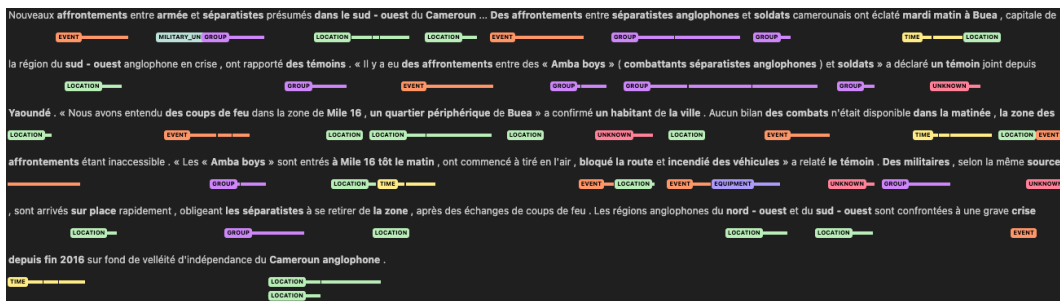 Nouveaux affrontements entre armée et séparatistes présumés dans le sud - ouest du Cameroun ... Des affrontements entre séparatistes anglophones et soldats camerounais ont éclaté mardi matin à Buea , capitale de
EVENT MILITARY_UN GROUP LOCATION LOCATION EVENT GROUP GROUP TIME LOCATION
la région du sud - ouest anglophone en crise , ont rapporté des témoins . « Il y a eu des affrontements entre des « Amba boys » ( combattants séparatistes anglophones ) et soldats » a déclaré un témoin joint depuis
LOCATION GROUP EVENT GROUP GROUP GROUP UNKNOWN
Yaoundé . « Nous avons entendu des coups de feu dans la zone de Mile 16 , un quartier périphérique de Buea » a confirmé un habitant de la ville . Aucun bilan des combats n'était disponible dans la matinée , la zone des
LOCATION EVENT LOCATION LOCATION LOCATION UNKNOWN LOCATION EVENT TIME LOCATION EVENT
affrontements étant inaccessible . « Les « Amba boys » sont entrés à Mile 16 tôt le matin , ont commencé à tiré en l'air , bloqué la route et incendié des véhicules » a relaté le témoin . Des militaires , selon la même source
GROUP LOCATION TIME EVENT LOCATION EVENT EQUIPMENT UNKNOWN GROUP UNKNOWN
, sont arrivés sur place rapidement , obligeant les séparatistes à se retirer de la zone , après des échanges de coups de feu . Les régions anglophones du nord - ouest et du sud - ouest sont confrontées à une grave crise
LOCATION GROUP LOCATION LOCATION LOCATION EVENT
depuis fin 2016 sur fond de velléité d'indépendance du Cameroun anglophone .
TIME LOCATION
LOCATION